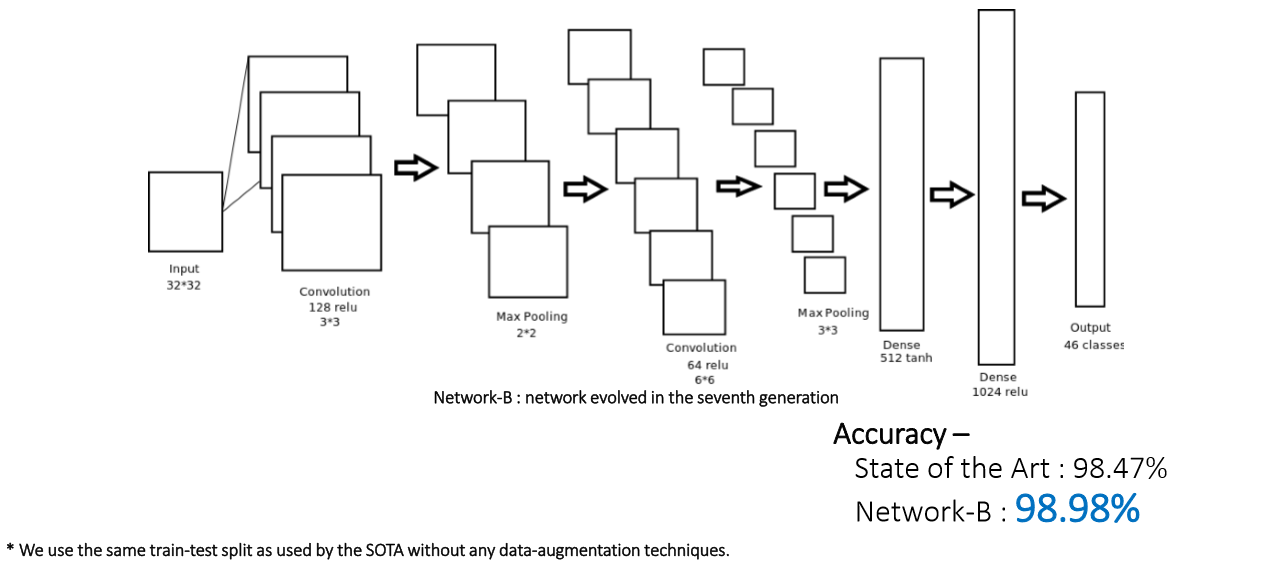 Input
32*32
Convolution
128 relu
3*3
Max Pooling
2*2
Convolution
64 relu
6*6
Max Pooling
3*3
Dense
512 tanh
Dense
1024 relu
Output
46 classes
Network-B : network evolved in the seventh generation
Accuracy –
State of the Art : 98.47%
Network-B : 98.98%
* We use the same train-test split as used by the SOTA without any data-augmentation techniques.